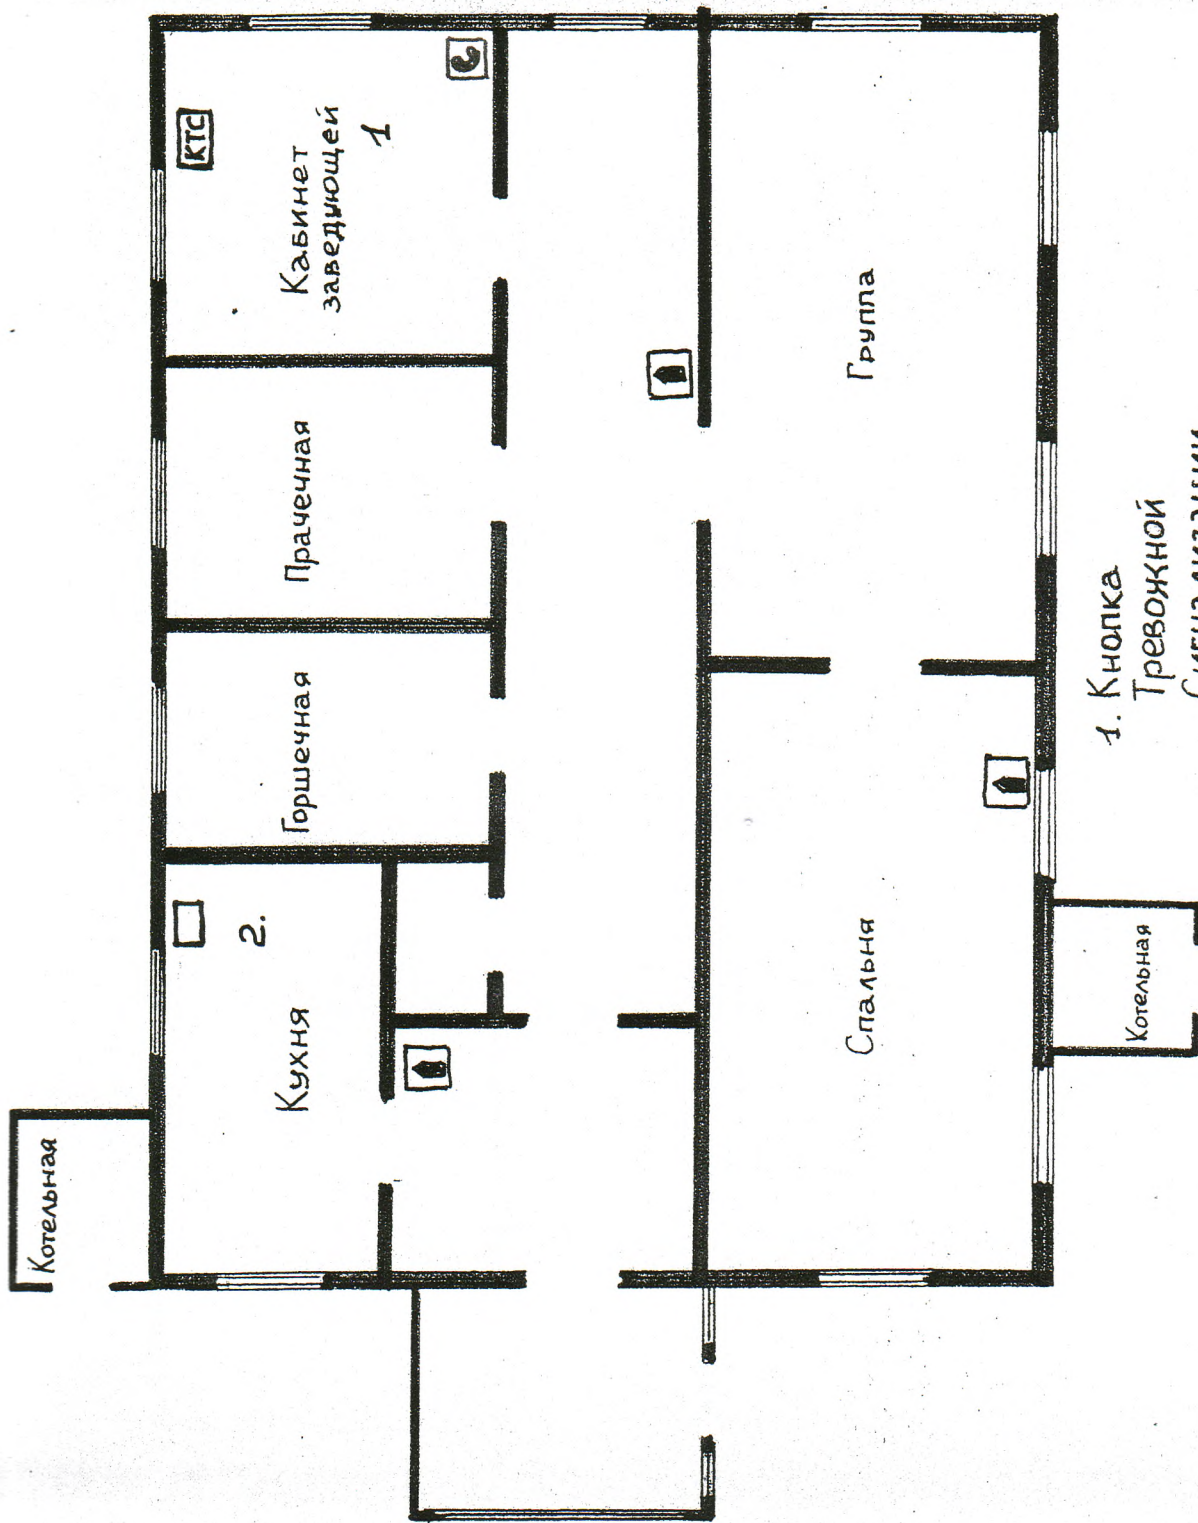 Котельная
Кухня
2.
Горшечная
Прачечная
Кабинет
заведующей
1
КТС
Спальня
Группа
Котельная
1. Кнопка
Тревожной